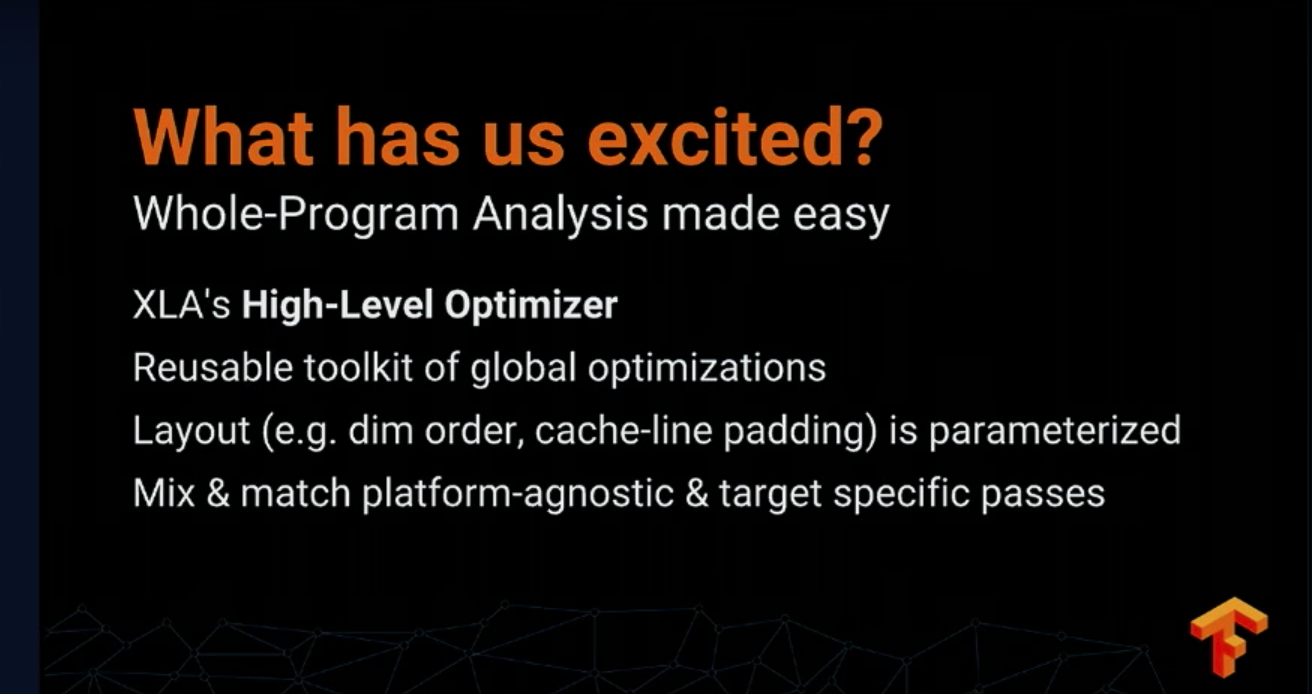 What has us excited?
Whole-Program Analysis made easy
XLA's High-Level Optimizer
Reusable toolkit of global optimizations
Layout (e.g. dim order, cache-line padding) is parameterized
Mix & match platform-agnostic & target specific passes